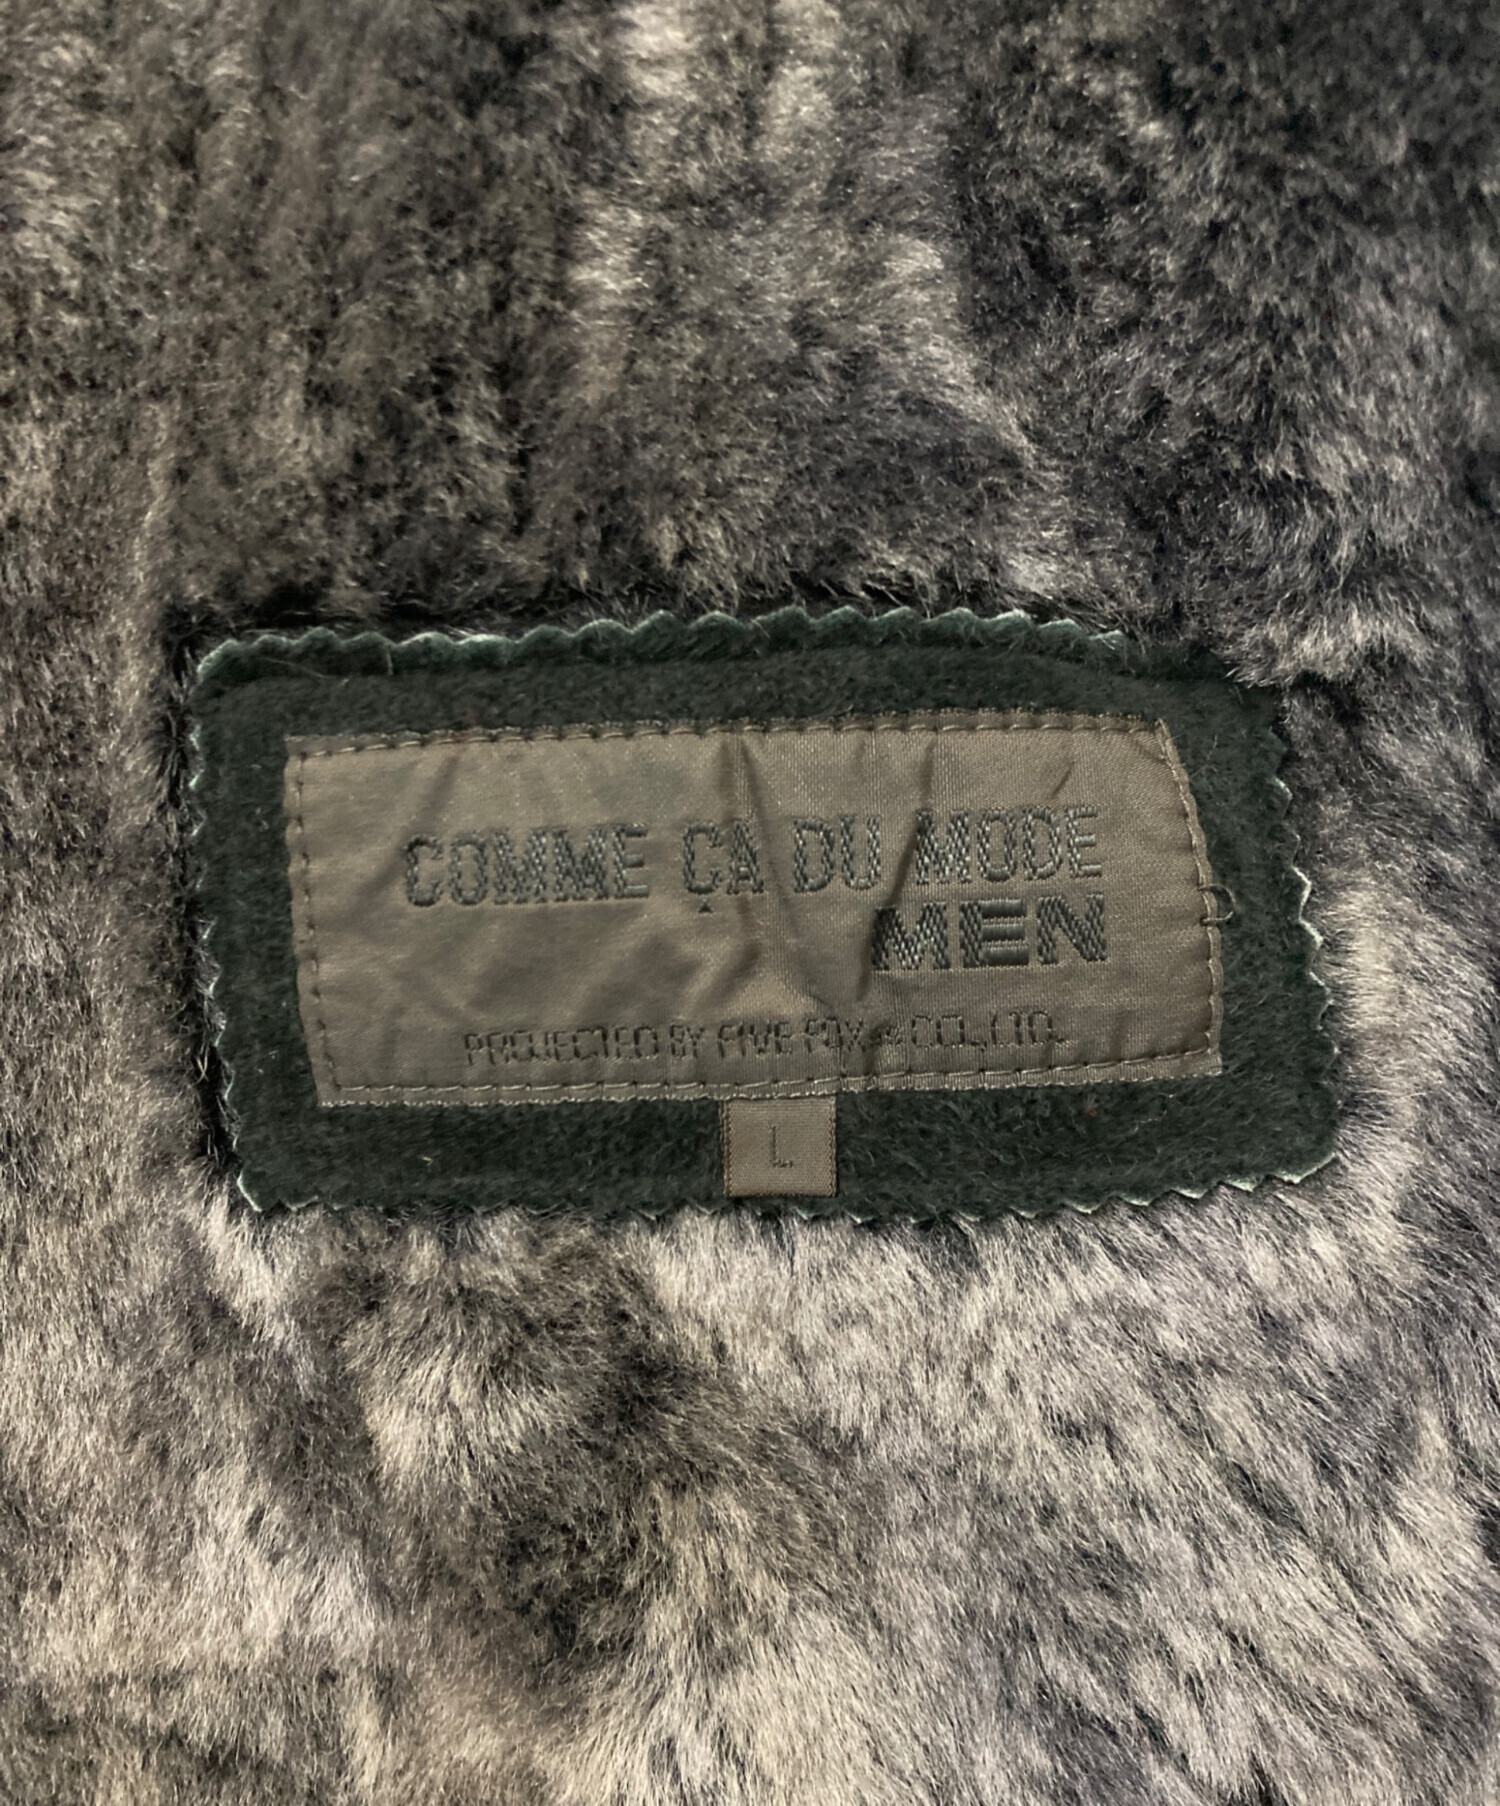 COMME ÇA DU MODE
MEN
PROJECTED BY FIVE FOX CO.,LTD.
L